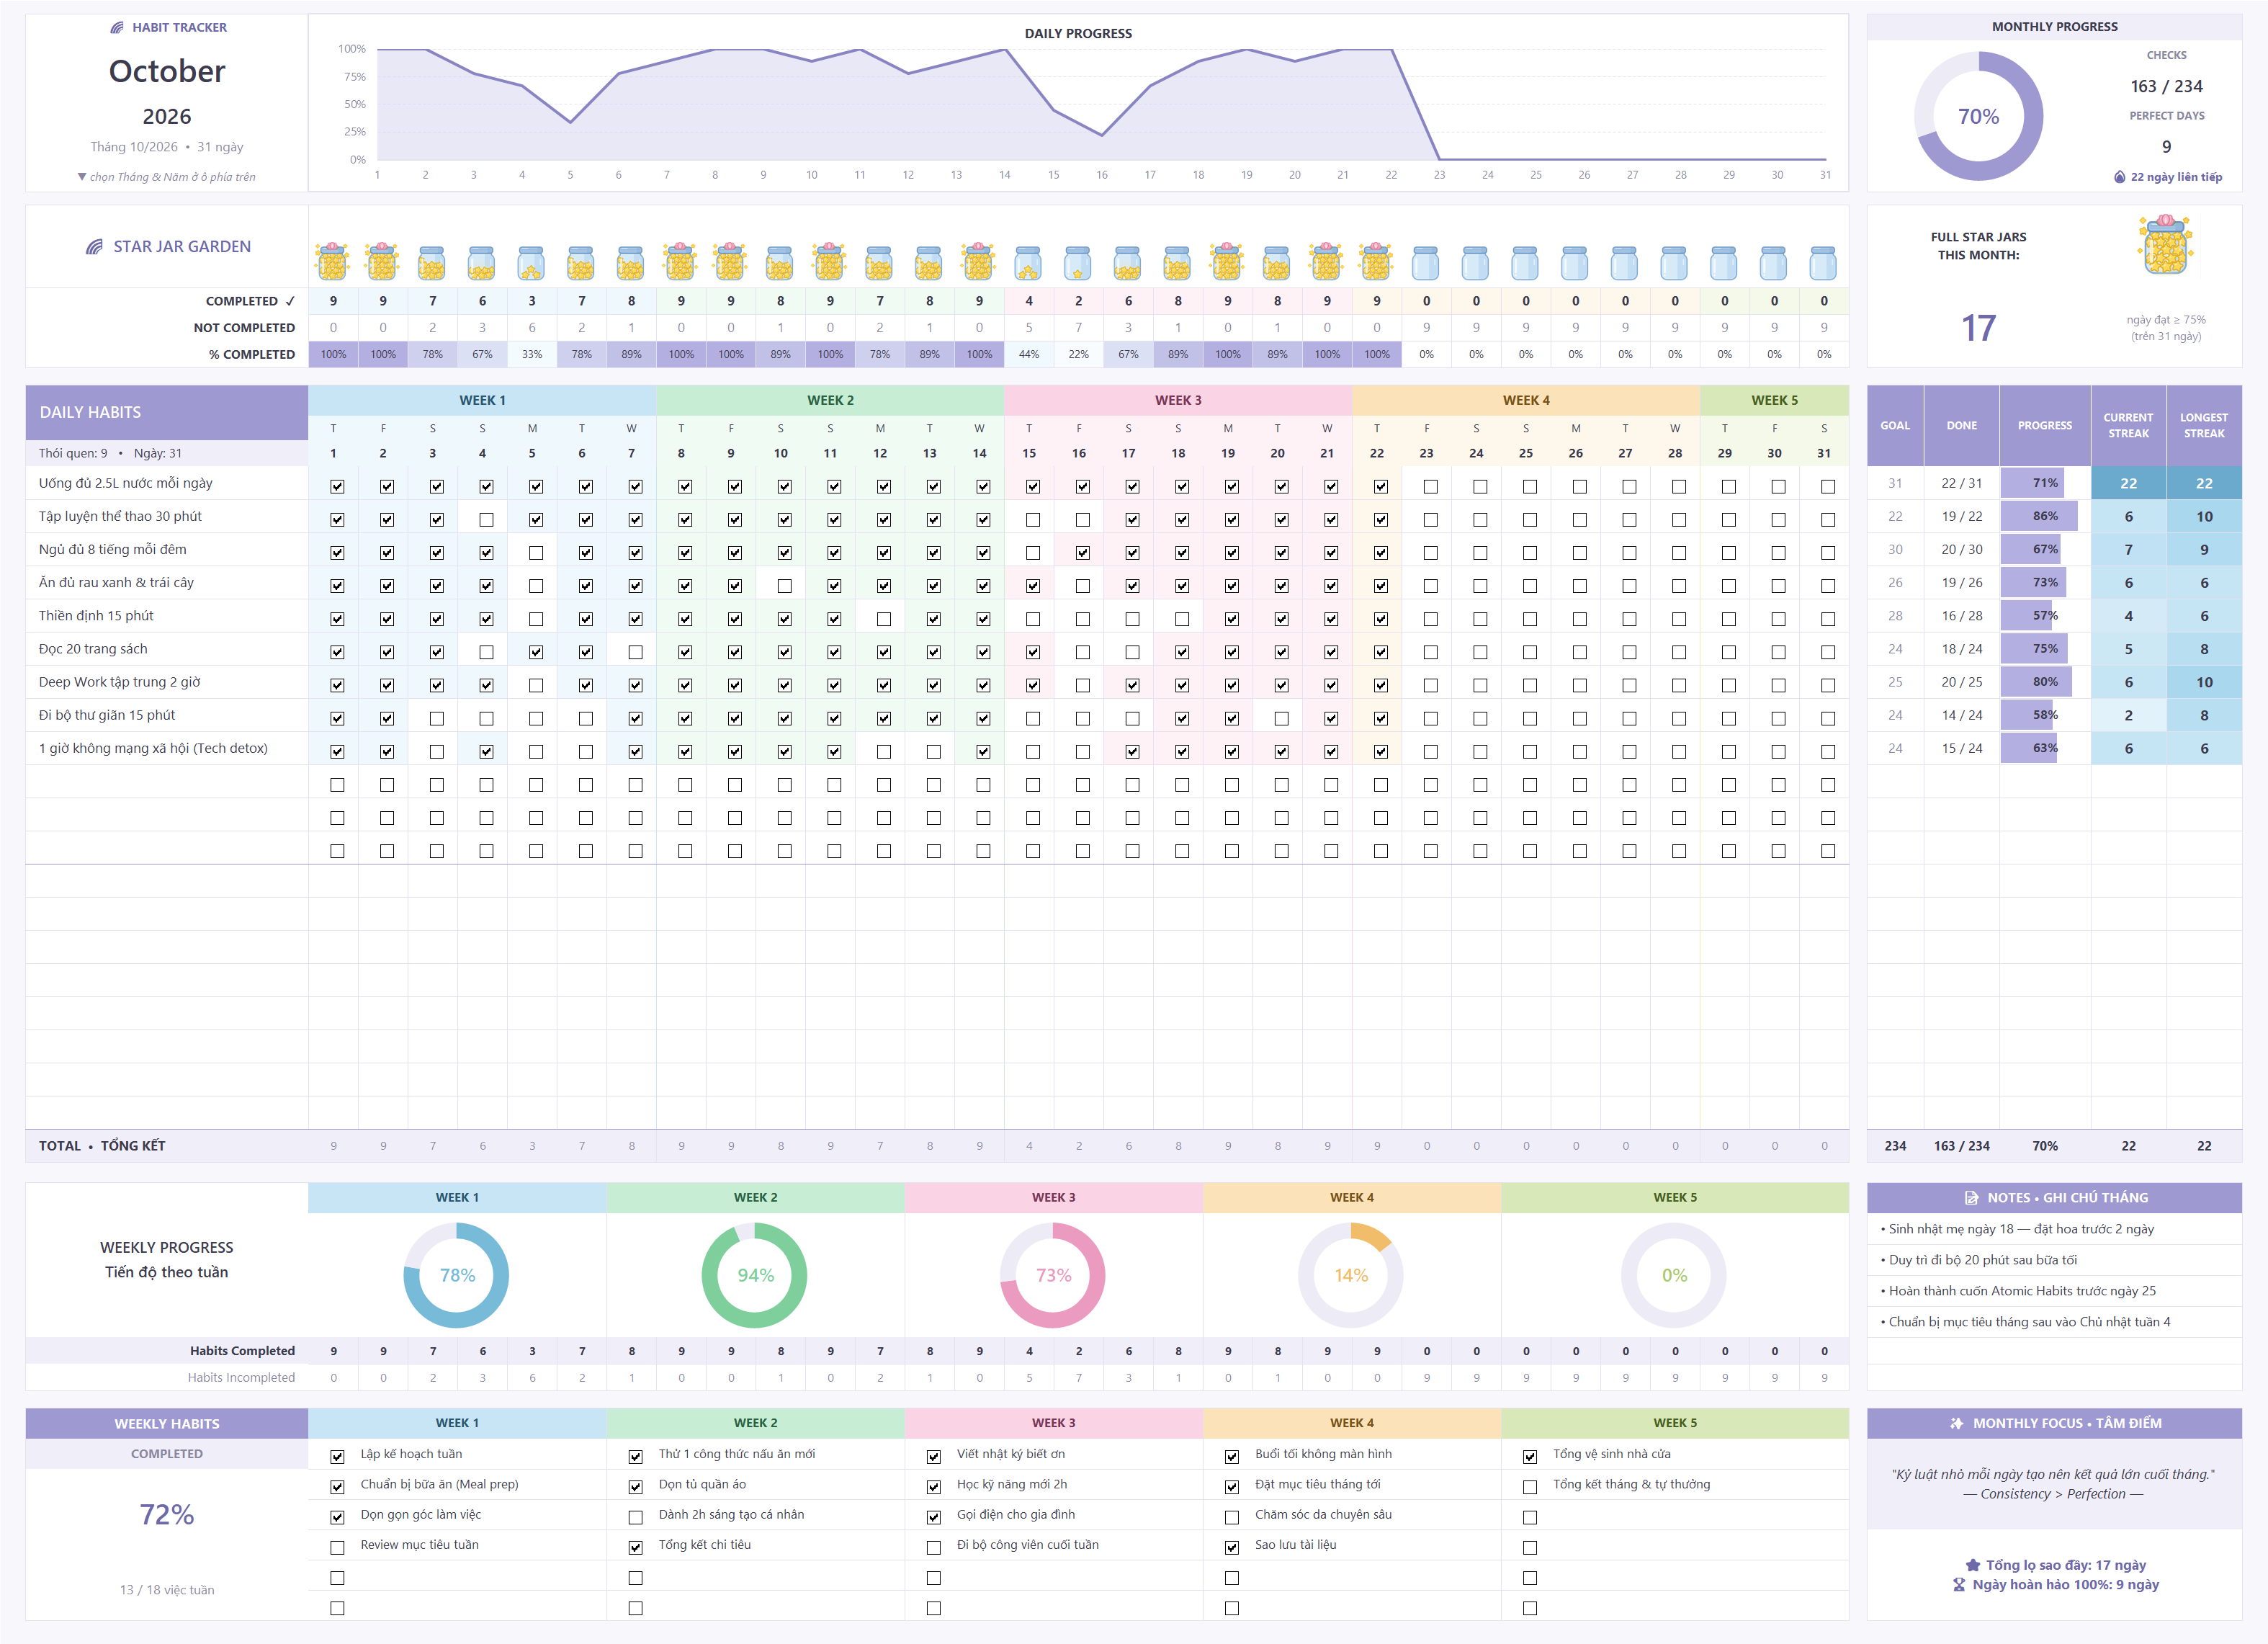 HABIT TRACKER
October
2026
Tháng 10/2026 • 31 ngày
▼ chọn Tháng & Năm ở ô phía trên
DAILY PROGRESS
100%
75%
50%
25%
0%
1 2 3 4 5 6 7 8 9 10 11 12 13 14 15 16 17 18 19 20 21 22 23 24 25 26 27 28 29 30 31
MONTHLY PROGRESS
70%
CHECKS
163 / 234
PERFECT DAYS
9
22 ngày liên tiếp
STAR JAR GARDEN
COMPLETED ✓ 9 9 7 6 3 7 8 9 9 8 9 7 8 9 4 2 6 8 9 8 9 9 0 0 0 0 0 0 0 0 0
NOT COMPLETED 0 0 2 3 6 2 1 0 0 1 0 2 1 0 5 7 3 1 0 1 0 0 9 9 9 9 9 9 9 9 9
% COMPLETED 100% 100% 78% 67% 33% 78% 89% 100% 100% 89% 100% 78% 89% 100% 44% 22% 67% 89% 100% 89% 100% 100% 0% 0% 0% 0% 0% 0% 0% 0% 0%
FULL STAR JARS
THIS MONTH:
17
ngày đạt ≥ 75%
(trên 31 ngày)
DAILY HABITS
WEEK 1 WEEK 2 WEEK 3 WEEK 4 WEEK 5
T F S S M T W T F S S M T W T F S S M T W T F S S M T W T F S
Thói quen: 9 • Ngày: 31
1 2 3 4 5 6 7 8 9 10 11 12 13 14 15 16 17 18 19 20 21 22 23 24 25 26 27 28 29 30 31
GOAL DONE PROGRESS CURRENT STREAK LONGEST STREAK
Uống đủ 2.5L nước mỗi ngày 31 22 / 31 71% 22 22
Tập luyện thể thao 30 phút 22 19 / 22 86% 6 10
Ngủ đủ 8 tiếng mỗi đêm 30 20 / 30 67% 7 9
Ăn đủ rau xanh & trái cây 26 19 / 26 73% 6 6
Thiền định 15 phút 28 16 / 28 57% 4 6
Đọc 20 trang sách 24 18 / 24 75% 5 8
Deep Work tập trung 2 giờ 25 20 / 25 80% 6 10
Đi bộ thư giãn 15 phút 24 14 / 24 58% 2 8
1 giờ không mạng xã hội (Tech detox) 24 15 / 24 63% 6 6
TOTAL • TỔNG KẾT 9 9 7 6 3 7 8 9 9 8 9 7 8 9 4 2 6 8 9 8 9 9 0 0 0 0 0 0 0 0 0 234 163 / 234 70% 22 22
WEEKLY PROGRESS
Tiến độ theo tuần
WEEK 1 WEEK 2 WEEK 3 WEEK 4 WEEK 5
78% 94% 73% 14% 0%
Habits Completed 9 9 7 6 3 7 8 9 9 8 9 7 8 9 4 2 6 8 9 8 9 9 0 0 0 0 0 0 0 0 0
Habits Incompleted 0 0 2 3 6 2 1 0 0 1 0 2 1 0 5 7 3 1 0 1 0 0 9 9 9 9 9 9 9 9 9
NOTES • GHI CHÚ THÁNG
• Sinh nhật mẹ ngày 18 — đặt hoa trước 2 ngày
• Duy trì đi bộ 20 phút sau bữa tối
• Hoàn thành cuốn Atomic Habits trước ngày 25
• Chuẩn bị mục tiêu tháng sau vào Chủ nhật tuần 4
WEEKLY HABITS
COMPLETED
72%
13 / 18 việc tuần
WEEK 1 WEEK 2 WEEK 3 WEEK 4 WEEK 5
Lập kế hoạch tuần Thử 1 công thức nấu ăn mới Viết nhật ký biết ơn Buổi tối không màn hình Tổng vệ sinh nhà cửa
Chuẩn bị bữa ăn (Meal prep) Dọn tủ quần áo Học kỹ năng mới 2h Đặt mục tiêu tháng tới Tổng kết tháng & tự thưởng
Dọn gọn góc làm việc Dành 2h sáng tạo cá nhân Gọi điện cho gia đình Chăm sóc da chuyên sâu
Review mục tiêu tuần Tổng kết chi tiêu Đi bộ công viên cuối tuần Sao lưu tài liệu
MONTHLY FOCUS • TÂM ĐIỂM
"Kỷ luật nhỏ mỗi ngày tạo nên kết quả lớn cuối tháng."
— Consistency > Perfection —
Tổng lọ sao đầy: 17 ngày
Ngày hoàn hảo 100%: 9 ngày